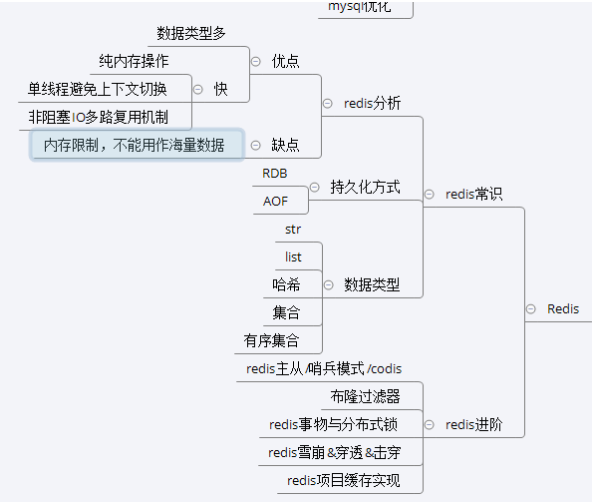 mysql优化
数据类型多
纯内存操作
单线程避免上下文切换
非阻塞IO多路复用机制
快
优点
内存限制，不能用作海量数据
缺点
redis分析
RDB
AOF
持久化方式
str
list
哈希
集合
有序集合
数据类型
redis常识
redis主从/哨兵模式/codis
布隆过滤器
redis事物与分布式锁
redis雪崩&穿透&击穿
redis项目缓存实现
redis进阶
Redis